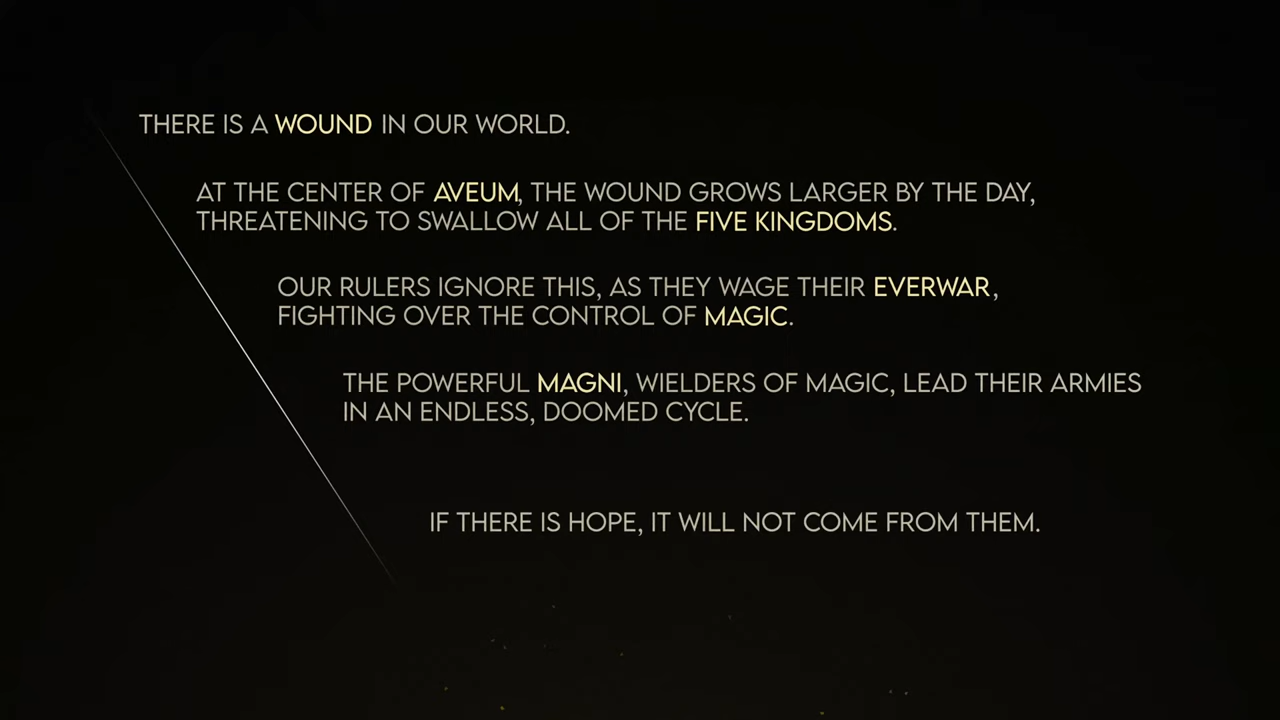 THERE IS A WOUND IN OUR WORLD.
AT THE CENTER OF AVEUM, THE WOUND GROWS LARGER BY THE DAY,
THREATENING TO SWALLOW ALL OF THE FIVE KINGDOMS.
OUR RULERS IGNORE THIS, AS THEY WAGE THEIR EVERWAR,
FIGHTING OVER THE CONTROL OF MAGIC.
THE POWERFUL MAGNI, WIELDERS OF MAGIC, LEAD THEIR ARMIES
IN AN ENDLESS, DOOMED CYCLE.
IF THERE IS HOPE, IT WILL NOT COME FROM THEM.